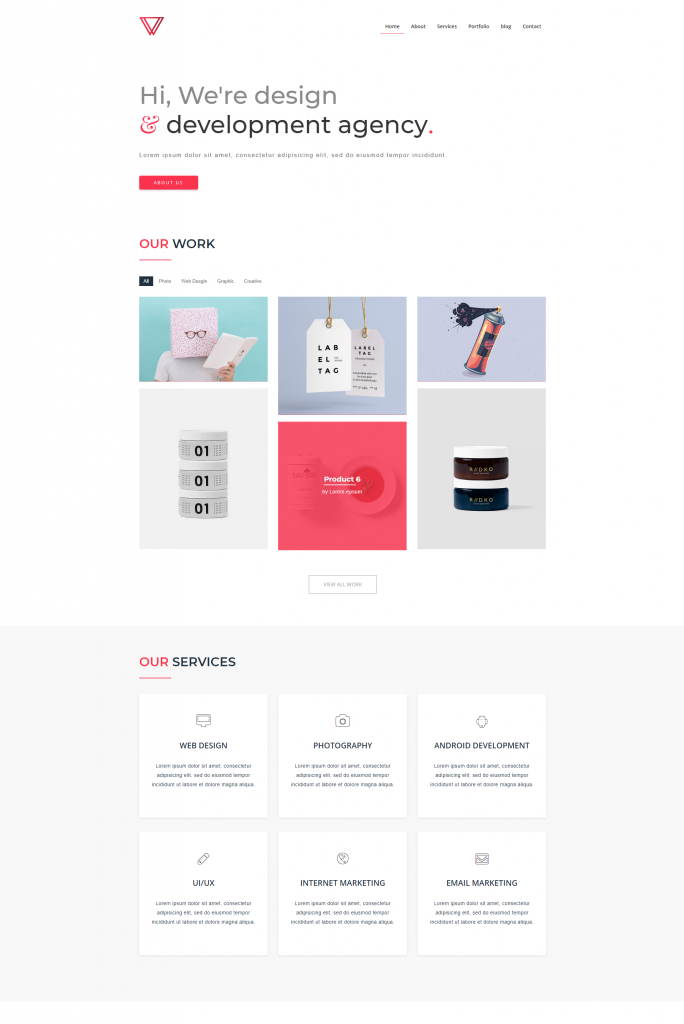 Home About Services Portfolio blog Contact
Hi, We're design
& development agency.
Lorem ipsum dolor sit amet, consectetur adipisicing elit, sed do eiusmod tempor incididunt.
ABOUT US
OUR WORK
All Photo Web Deagin Graphic Creative
LAB
EL
TAG
LABEL
TAG
01
01
01
Product 6
by Lorem epsum
R//DKO
R//DKO
VIEW ALL WORK
OUR SERVICES
WEB DESIGN
Lorem ipsum dolor sit amet, consectetur
adipisicing elit, sed do eiusmod tempor
incididunt ut labore et dolore magna aliqua.
PHOTOGRAPHY
Lorem ipsum dolor sit amet, consectetur
adipisicing elit, sed do eiusmod tempor
incididunt ut labore et dolore magna aliqua.
ANDROID DEVELOPMENT
Lorem ipsum dolor sit amet, consectetur
adipisicing elit, sed do eiusmod tempor
incididunt ut labore et dolore magna aliqua.
UI/UX
Lorem ipsum dolor sit amet, consectetur
adipisicing elit, sed do eiusmod tempor
incididunt ut labore et dolore magna aliqua.
INTERNET MARKETING
Lorem ipsum dolor sit amet, consectetur
adipisicing elit, sed do eiusmod tempor
incididunt ut labore et dolore magna aliqua.
EMAIL MARKETING
Lorem ipsum dolor sit amet, consectetur
adipisicing elit, sed do eiusmod tempor
incididunt ut labore et dolore magna aliqua.